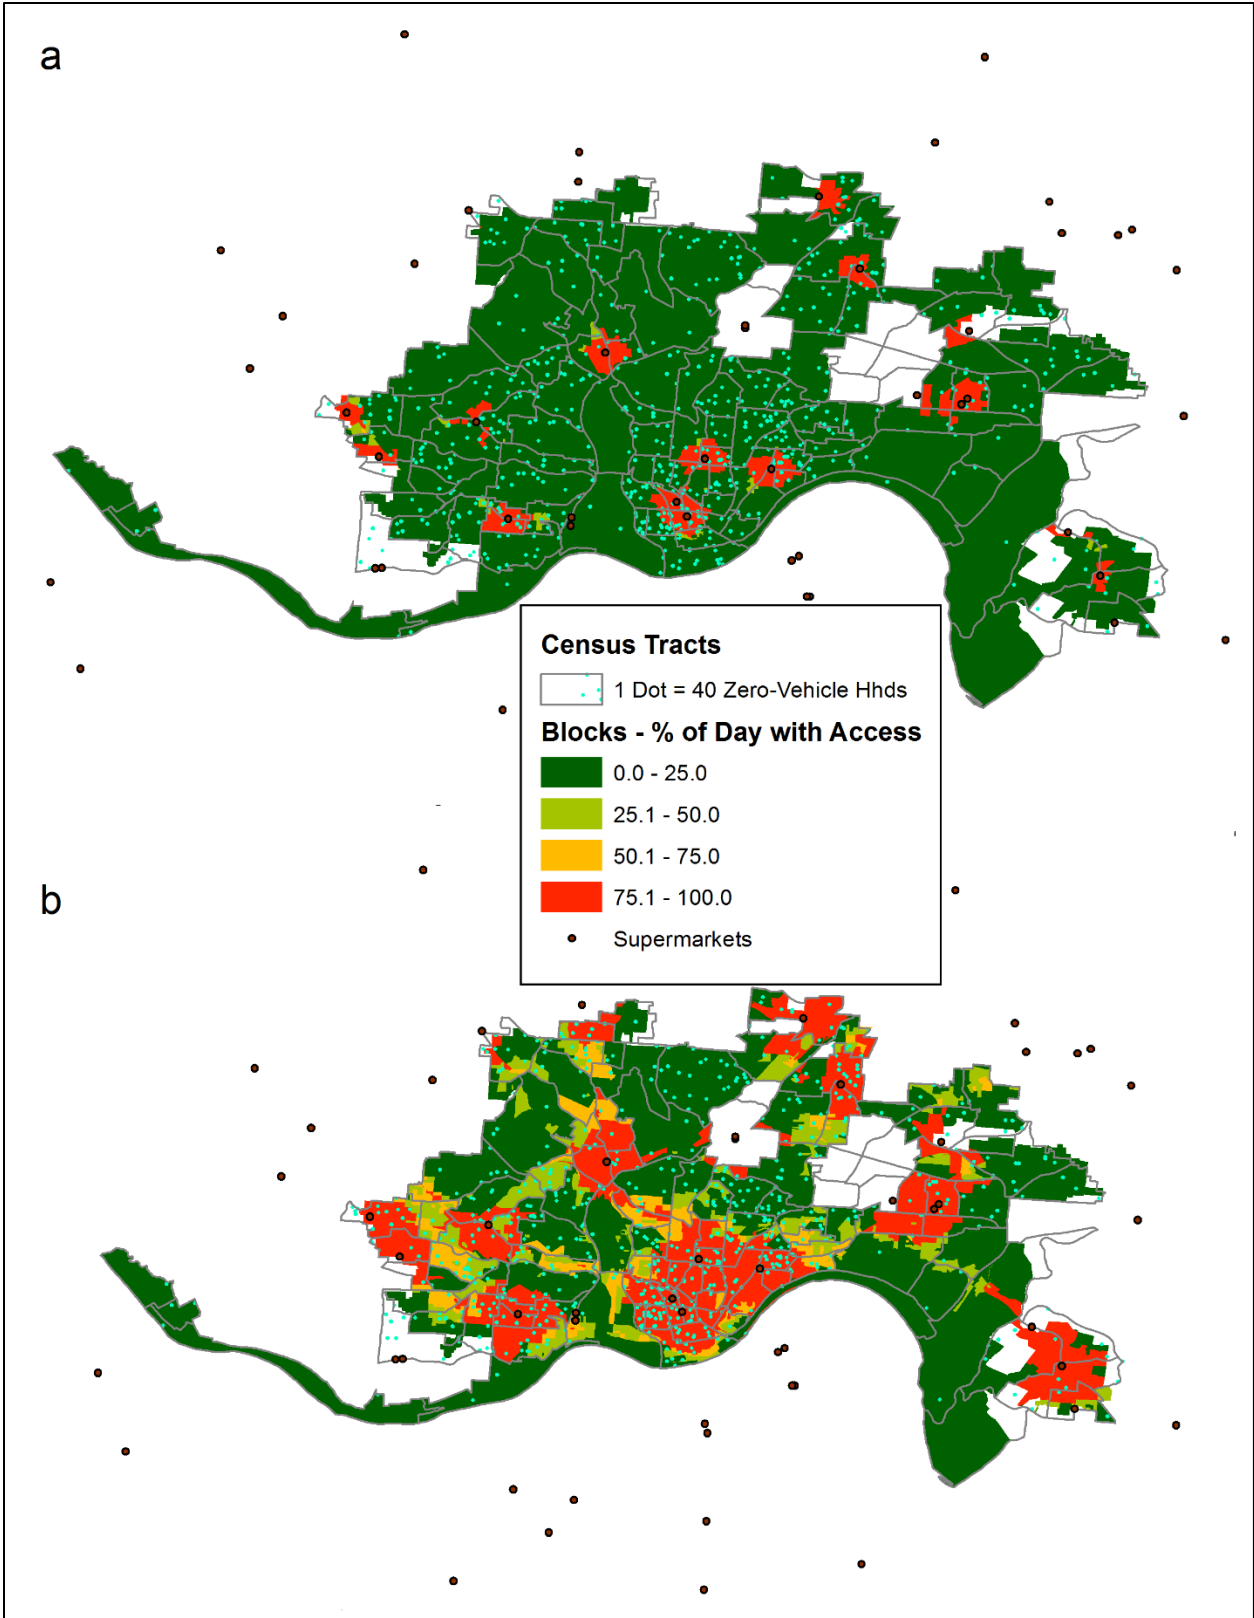 a
Census Tracts
1 Dot = 40 Zero-Vehicle Hhds
Blocks - % of Day with Access
0.0 - 25.0
25.1 - 50.0
50.1 - 75.0
75.1 - 100.0
Supermarkets
b